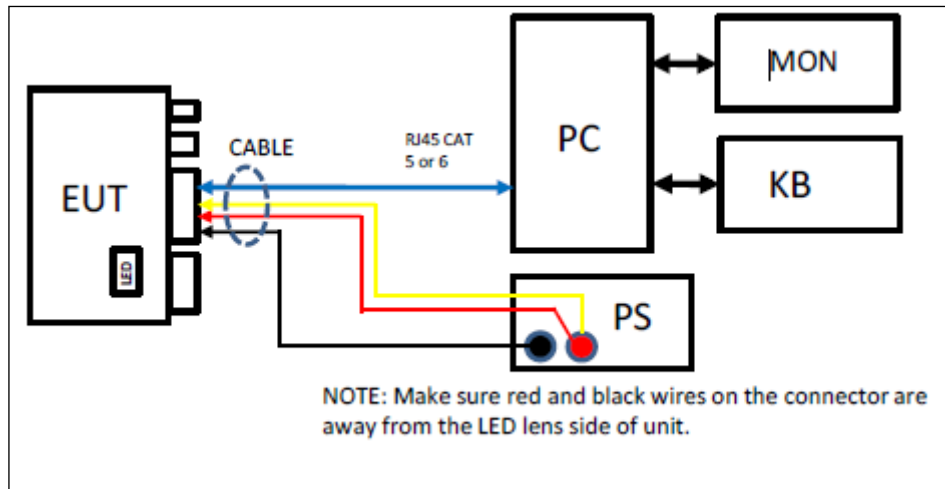 MON
PC
RJ45 CAT
5 or 6
CABLE
KB
EUT
LED
PS
NOTE: Make sure red and black wires on the connector are
away from the LED lens side of unit.